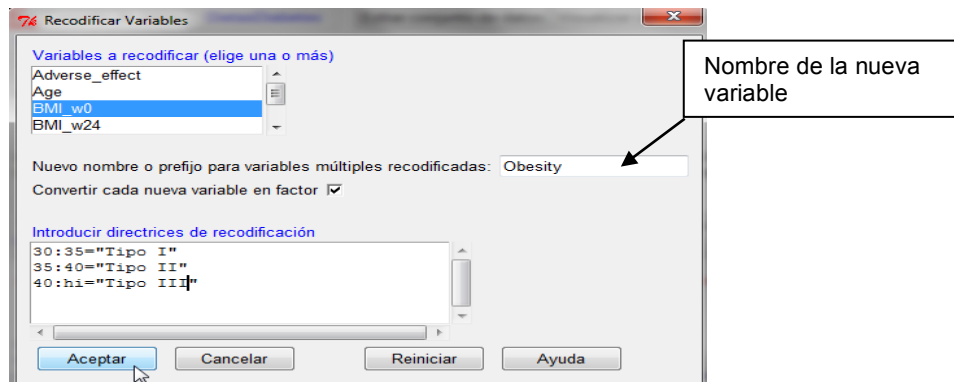 Recodificar Variables
Variables a recodificar (elige una o más)
Adverse_effect
Age
BMI_w0
BMI_w24
Nombre de la nueva
variable
Nuevo nombre o prefijo para variables múltiples recodificadas: Obesity
Convertir cada nueva variable en factor
Introducir directrices de recodificación
30:35="Tipo I"
35:40="Tipo II"
40:hi="Tipo III"
Aceptar Cancelar Reiniciar Ayuda